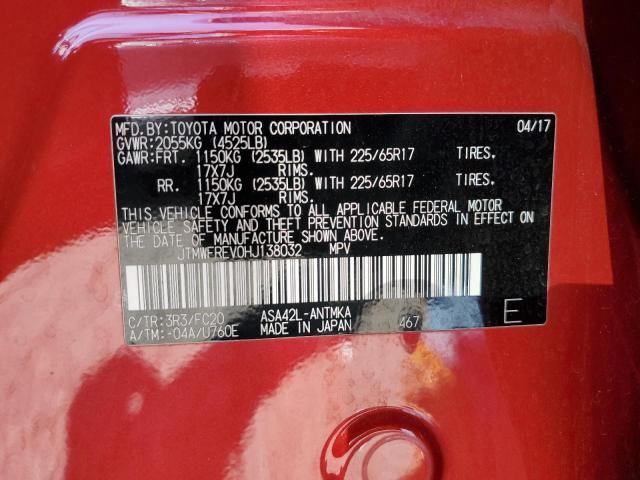 MFD.BY:TOYOTA MOTOR CORPORATION 04/17
GVWR:2055KG (4525LB)
GAWR:FRT. 1150KG (2535LB) WITH 225/65R17 TIRES.
17X7J RIMS.
RR. 1150KG (2535LB) WITH 225/65R17 TIRES.
17X7J RIMS.
THIS VEHICLE CONFORMS TO ALL APPLICABLE FEDERAL MOTOR
VEHICLE SAFETY AND THEFT PREVENTION STANDARDS IN EFFECT ON
THE DATE OF MANUFACTURE SHOWN ABOVE.
JTMWFREV0HJ138032 MPV
C/TR:3R3/FC20 ASA42L-ANTMKA
A/TM:-04A/U760E MADE IN JAPAN 467 E